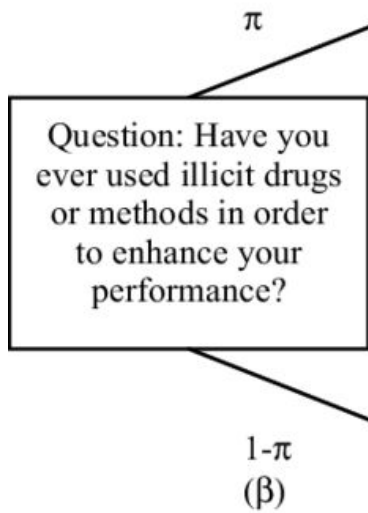 π
Question: Have you
ever used illicit drugs
or methods in order
to enhance your
performance?
1-π
(β)